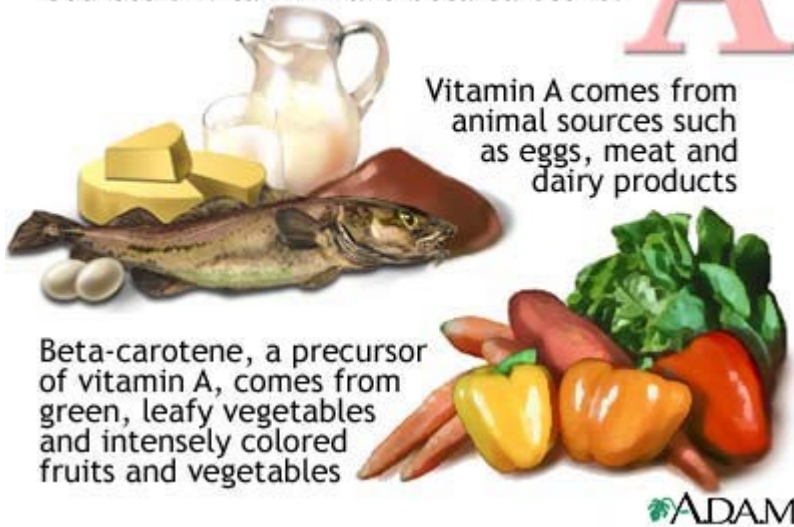 A
Vitamin A comes from
animal sources such
as eggs, meat and
dairy products
Beta-carotene, a precursor
of vitamin A, comes from
green, leafy vegetables
and intensely colored
fruits and vegetables
A.D.A.M